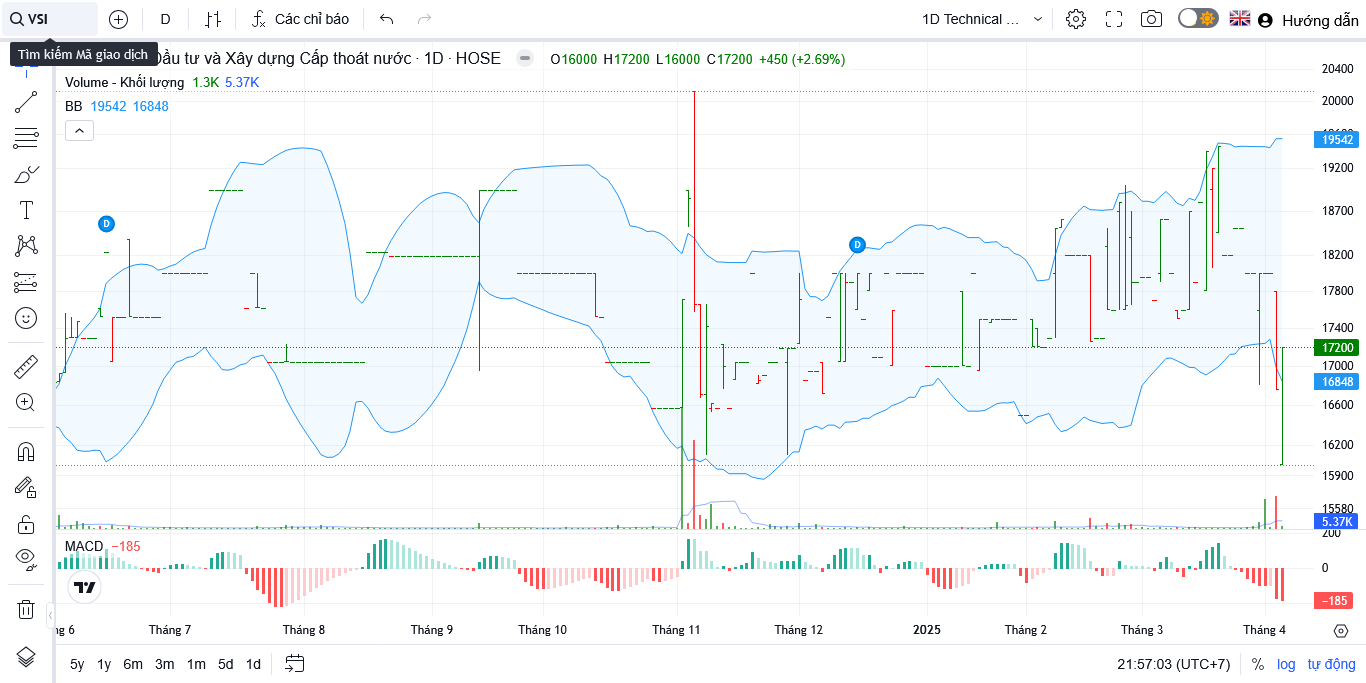 VSI
D
Các chỉ báo
1D Technical ...
Hướng dẫn
Tìm kiếm Mã giao dịch
Đầu tư và Xây dựng Cấp thoát nước · 1D · HOSE
O16000 H17200 L16000 C17200 +450 (+2.69%)
Volume - Khối lượng 1.3K 5.37K
BB 19542 16848
20400
20000
19542
19200
18700
18200
17800
17400
17200
17000
16848
16600
16200
15900
15580
5.37K
200
0
−185
D
D
MACD −185
Tháng 7
Tháng 8
Tháng 9
Tháng 10
Tháng 11
Tháng 12
2025
Tháng 2
Tháng 3
Tháng 4
5y 1y 6m 3m 1m 5d 1d
21:57:03 (UTC+7)
% log tự động